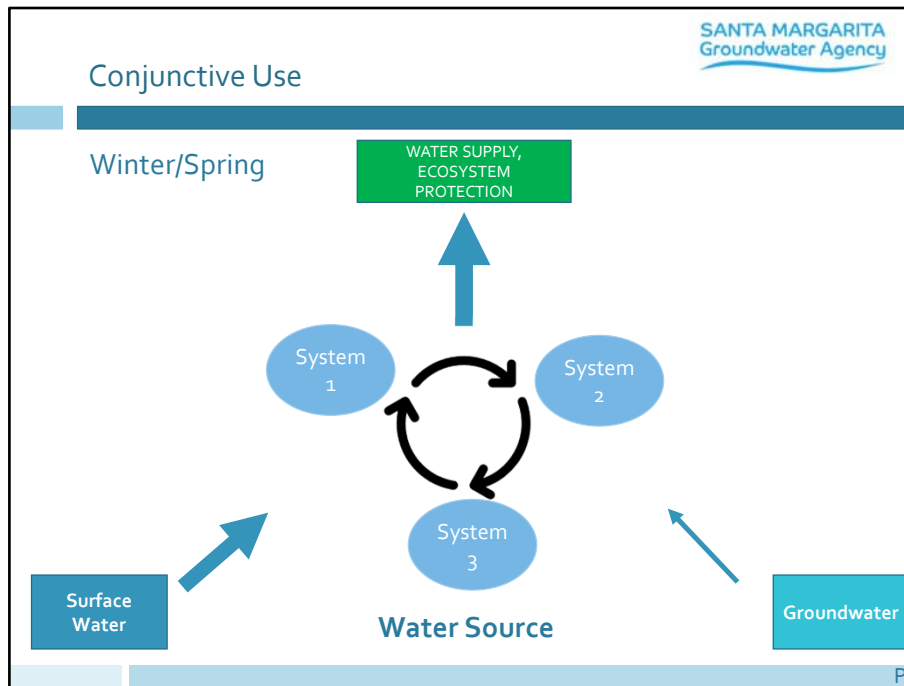 SANTA MARGARITA
Groundwater Agency
Conjunctive Use
Winter/Spring
WATER SUPPLY,
ECOSYSTEM
PROTECTION
System
1
System
2
System
3
Surface
Water
Water Source
Groundwater
P